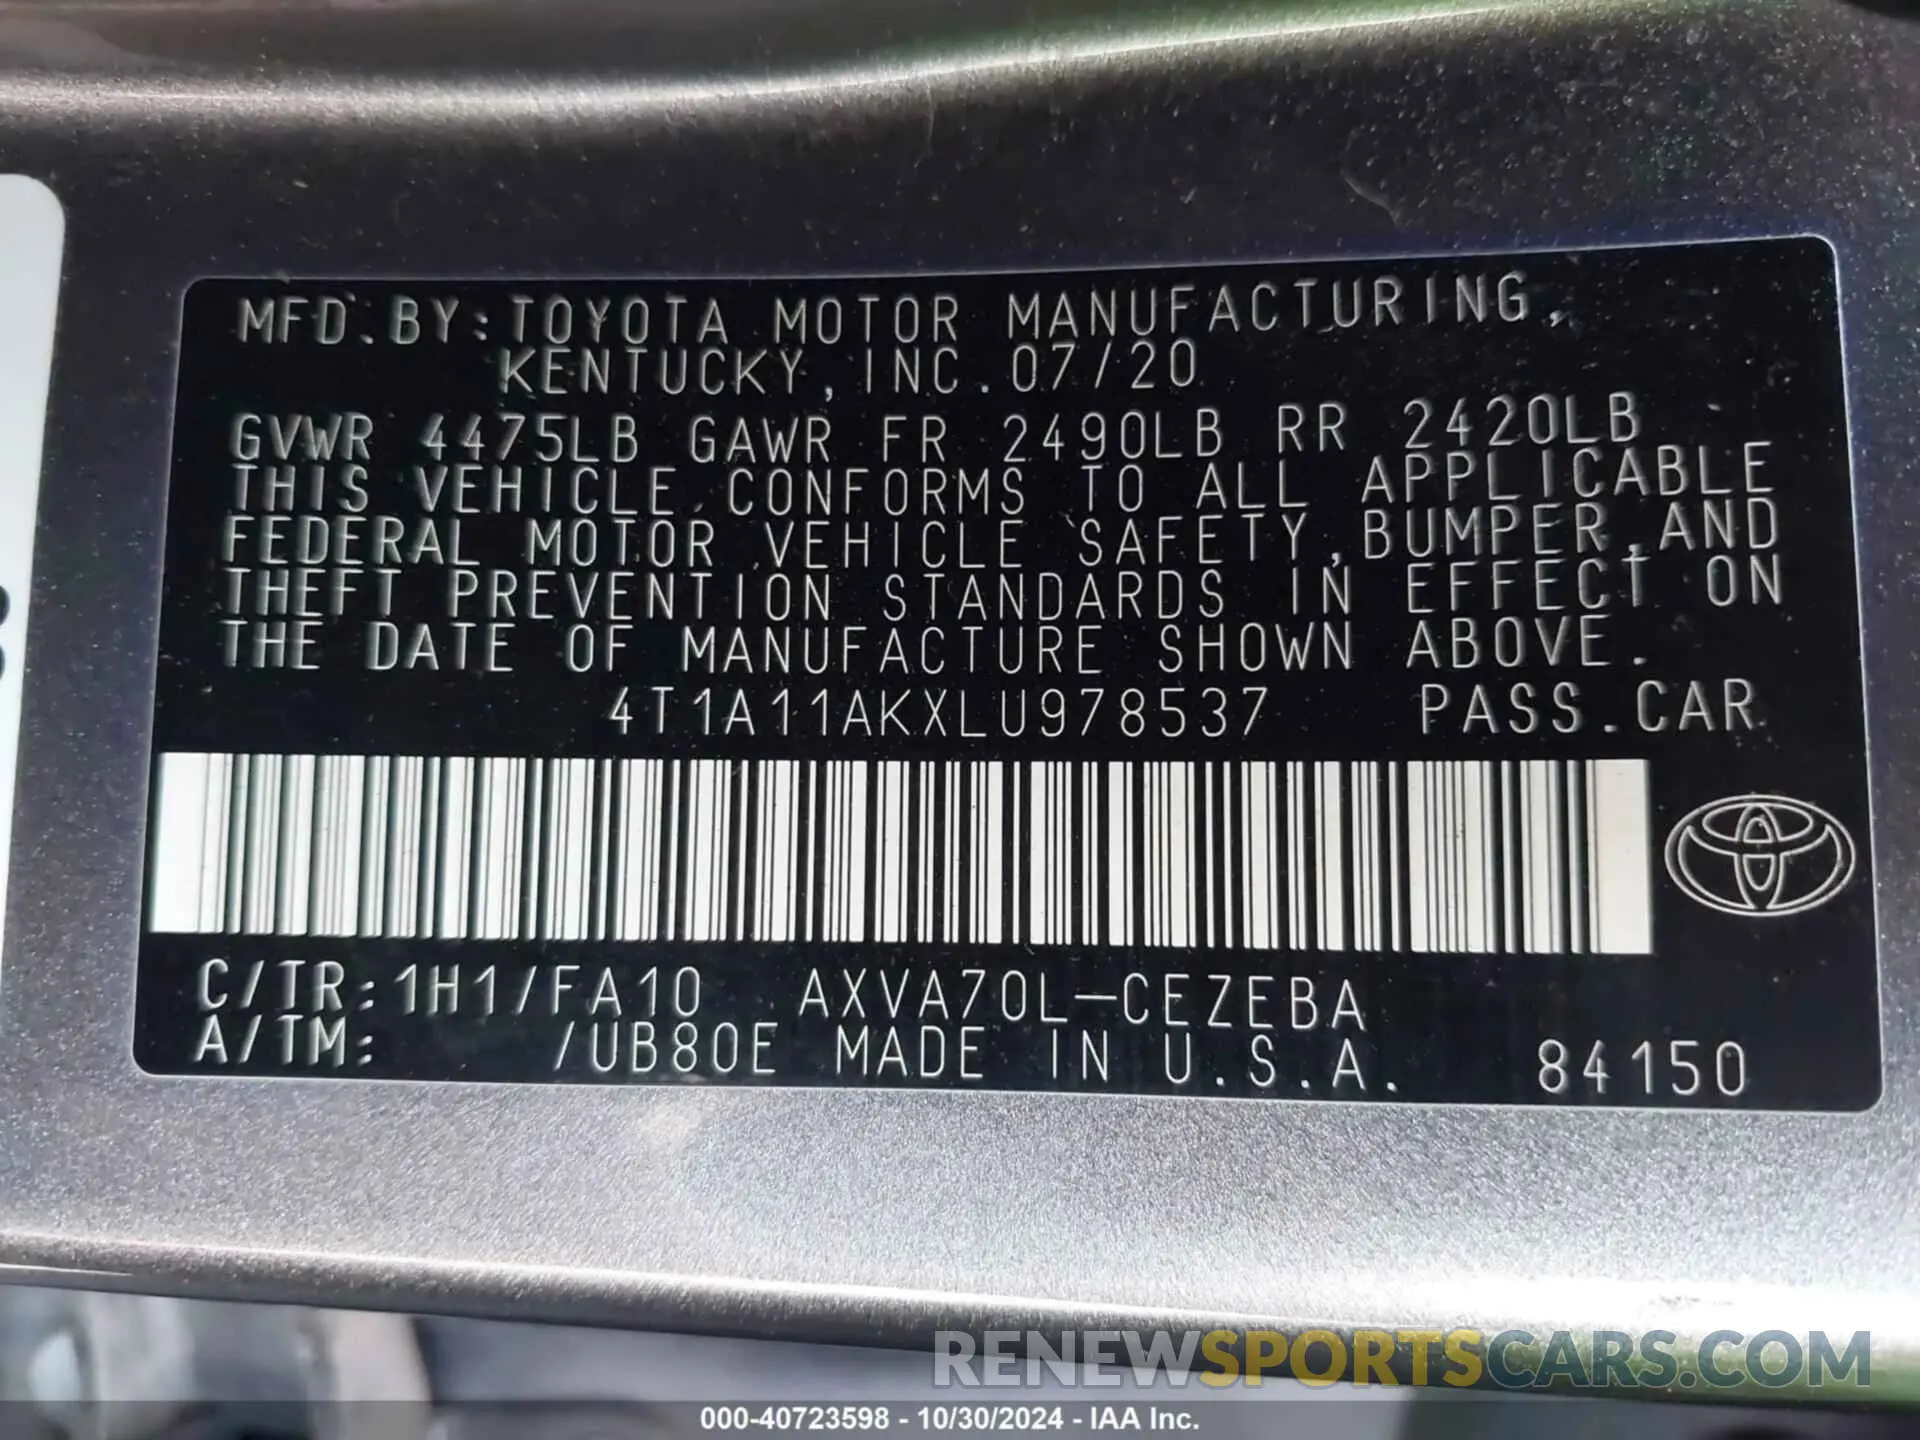 MFD.BY:TOYOTA MOTOR MANUFACTURING,
KENTUCKY,INC.07/20
GVWR 4475LB GAWR FR 2490LB RR 2420LB
THIS VEHICLE CONFORMS TO ALL APPLICABLE
FEDERAL MOTOR VEHICLE SAFETY,BUMPER,AND
THEFT PREVENTION STANDARDS IN EFFECT ON
THE DATE OF MANUFACTURE SHOWN ABOVE.
4T1A11AKXLU978537 PASS.CAR
C/TR:1H1/FA10 AXVA70L-CEZEBA
A/TM: /UB80E MADE IN U.S.A. 84150
RENEWSPORTSCARS.COM
000-40723598 - 10/30/2024 - IAA Inc.